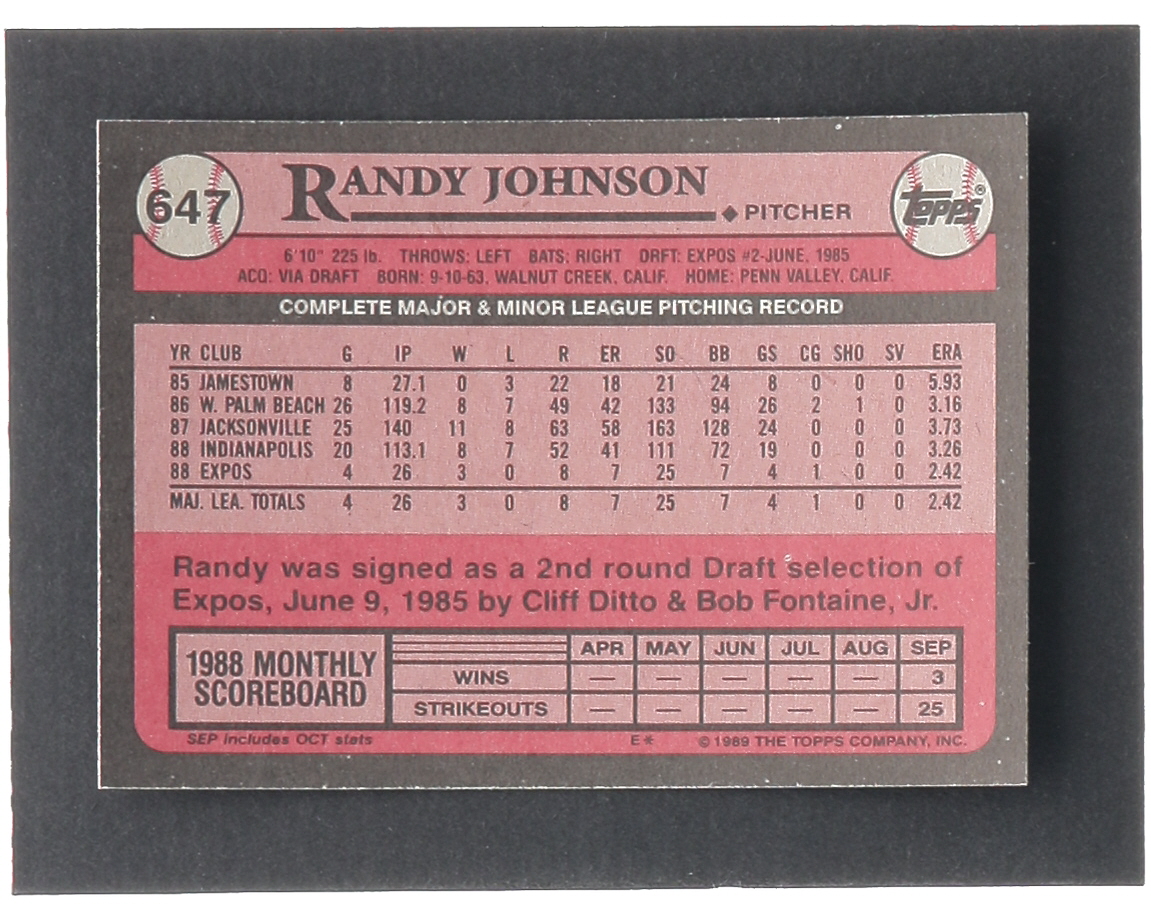 647
RANDY JOHNSON
◆ PITCHER
TOPPS®
6'10" 225 lb. THROWS: LEFT BATS: RIGHT DRFT: EXPOS #2-JUNE, 1985
ACQ: VIA DRAFT BORN: 9-10-63, WALNUT CREEK, CALIF. HOME: PENN VALLEY, CALIF.
COMPLETE MAJOR & MINOR LEAGUE PITCHING RECORD
YR CLUB G IP W L R ER SO BB GS CG SHO SV ERA
85 JAMESTOWN 8 27.1 0 3 22 18 21 24 8 0 0 0 5.93
86 W. PALM BEACH 26 119.2 8 7 49 42 133 94 26 2 1 0 3.16
87 JACKSONVILLE 25 140 11 8 63 58 163 128 24 0 0 0 3.73
88 INDIANAPOLIS 20 113.1 8 7 52 41 111 72 19 0 0 0 3.26
88 EXPOS 4 26 3 0 8 7 25 7 4 1 0 0 2.42
MAJ. LEA. TOTALS 4 26 3 0 8 7 25 7 4 1 0 0 2.42
Randy was signed as a 2nd round Draft selection of
Expos, June 9, 1985 by Cliff Ditto & Bob Fontaine, Jr.
1988 MONTHLY
SCOREBOARD
APR MAY JUN JUL AUG SEP
WINS — — — — — 3
STRIKEOUTS — — — — — 25
SEP includes OCT stats E* © 1989 THE TOPPS COMPANY, INC.